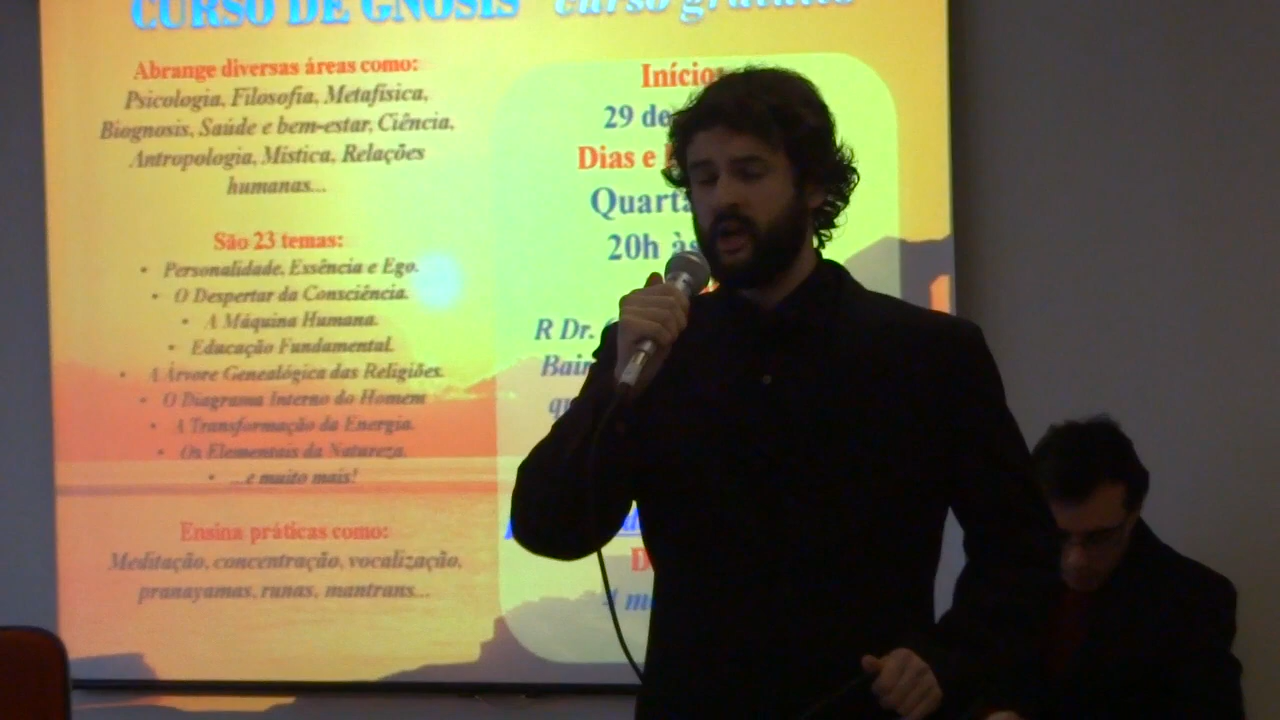 CURSO DE GNOSIS curso gratuito
Abrange diversas áreas como:
Psicologia, Filosofia, Metafísica,
Biognosis, Saúde e bem-estar, Ciência,
Antropologia, Mística, Relações
humanas...
São 23 temas:
• Personalidade, Essência e Ego.
• O Despertar da Consciência.
• A Máquina Humana.
• Educação Fundamental.
• A Árvore Genealógica das Religiões.
• O Diagrama Interno do Homem
• A Transformação da Energia.
• Os Elementais da Natureza.
• ...e muito mais!
Ensina práticas como:
Meditação, concentração, vocalização,
pranayamas, runas, mantrans...
Início:
29 de
Dias e
Quarta
20h às
R Dr.